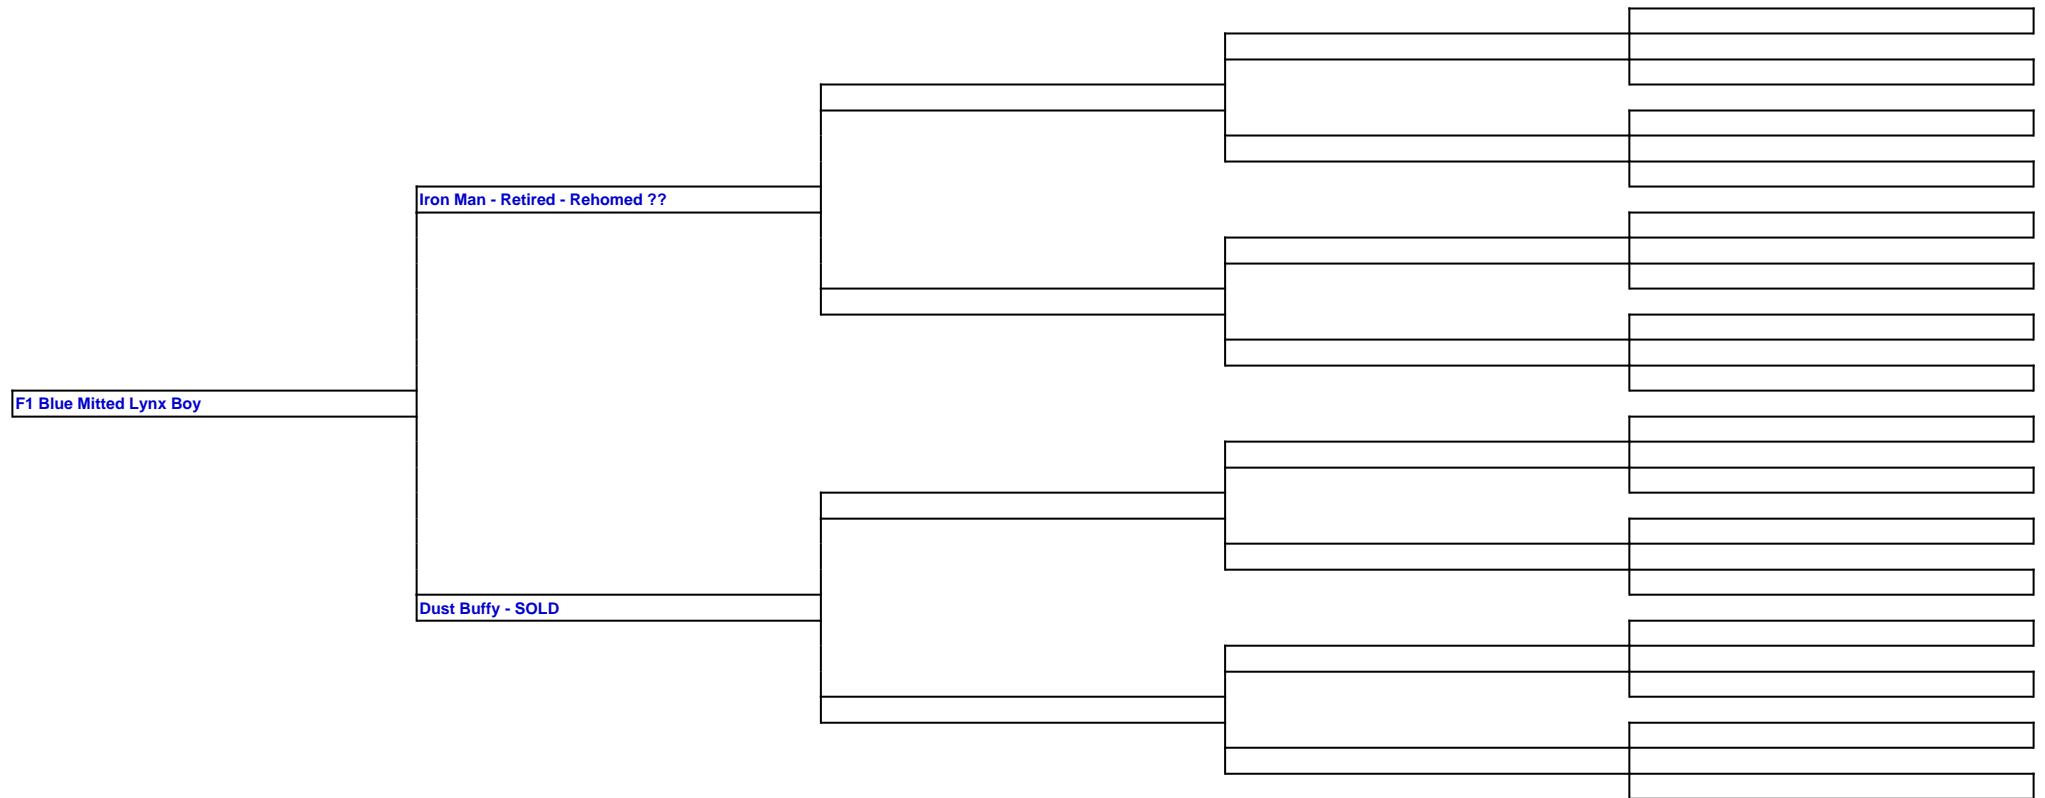 Iron Man - Retired - Rehomed ??
F1 Blue Mitted Lynx Boy
Dust Buffy - SOLD